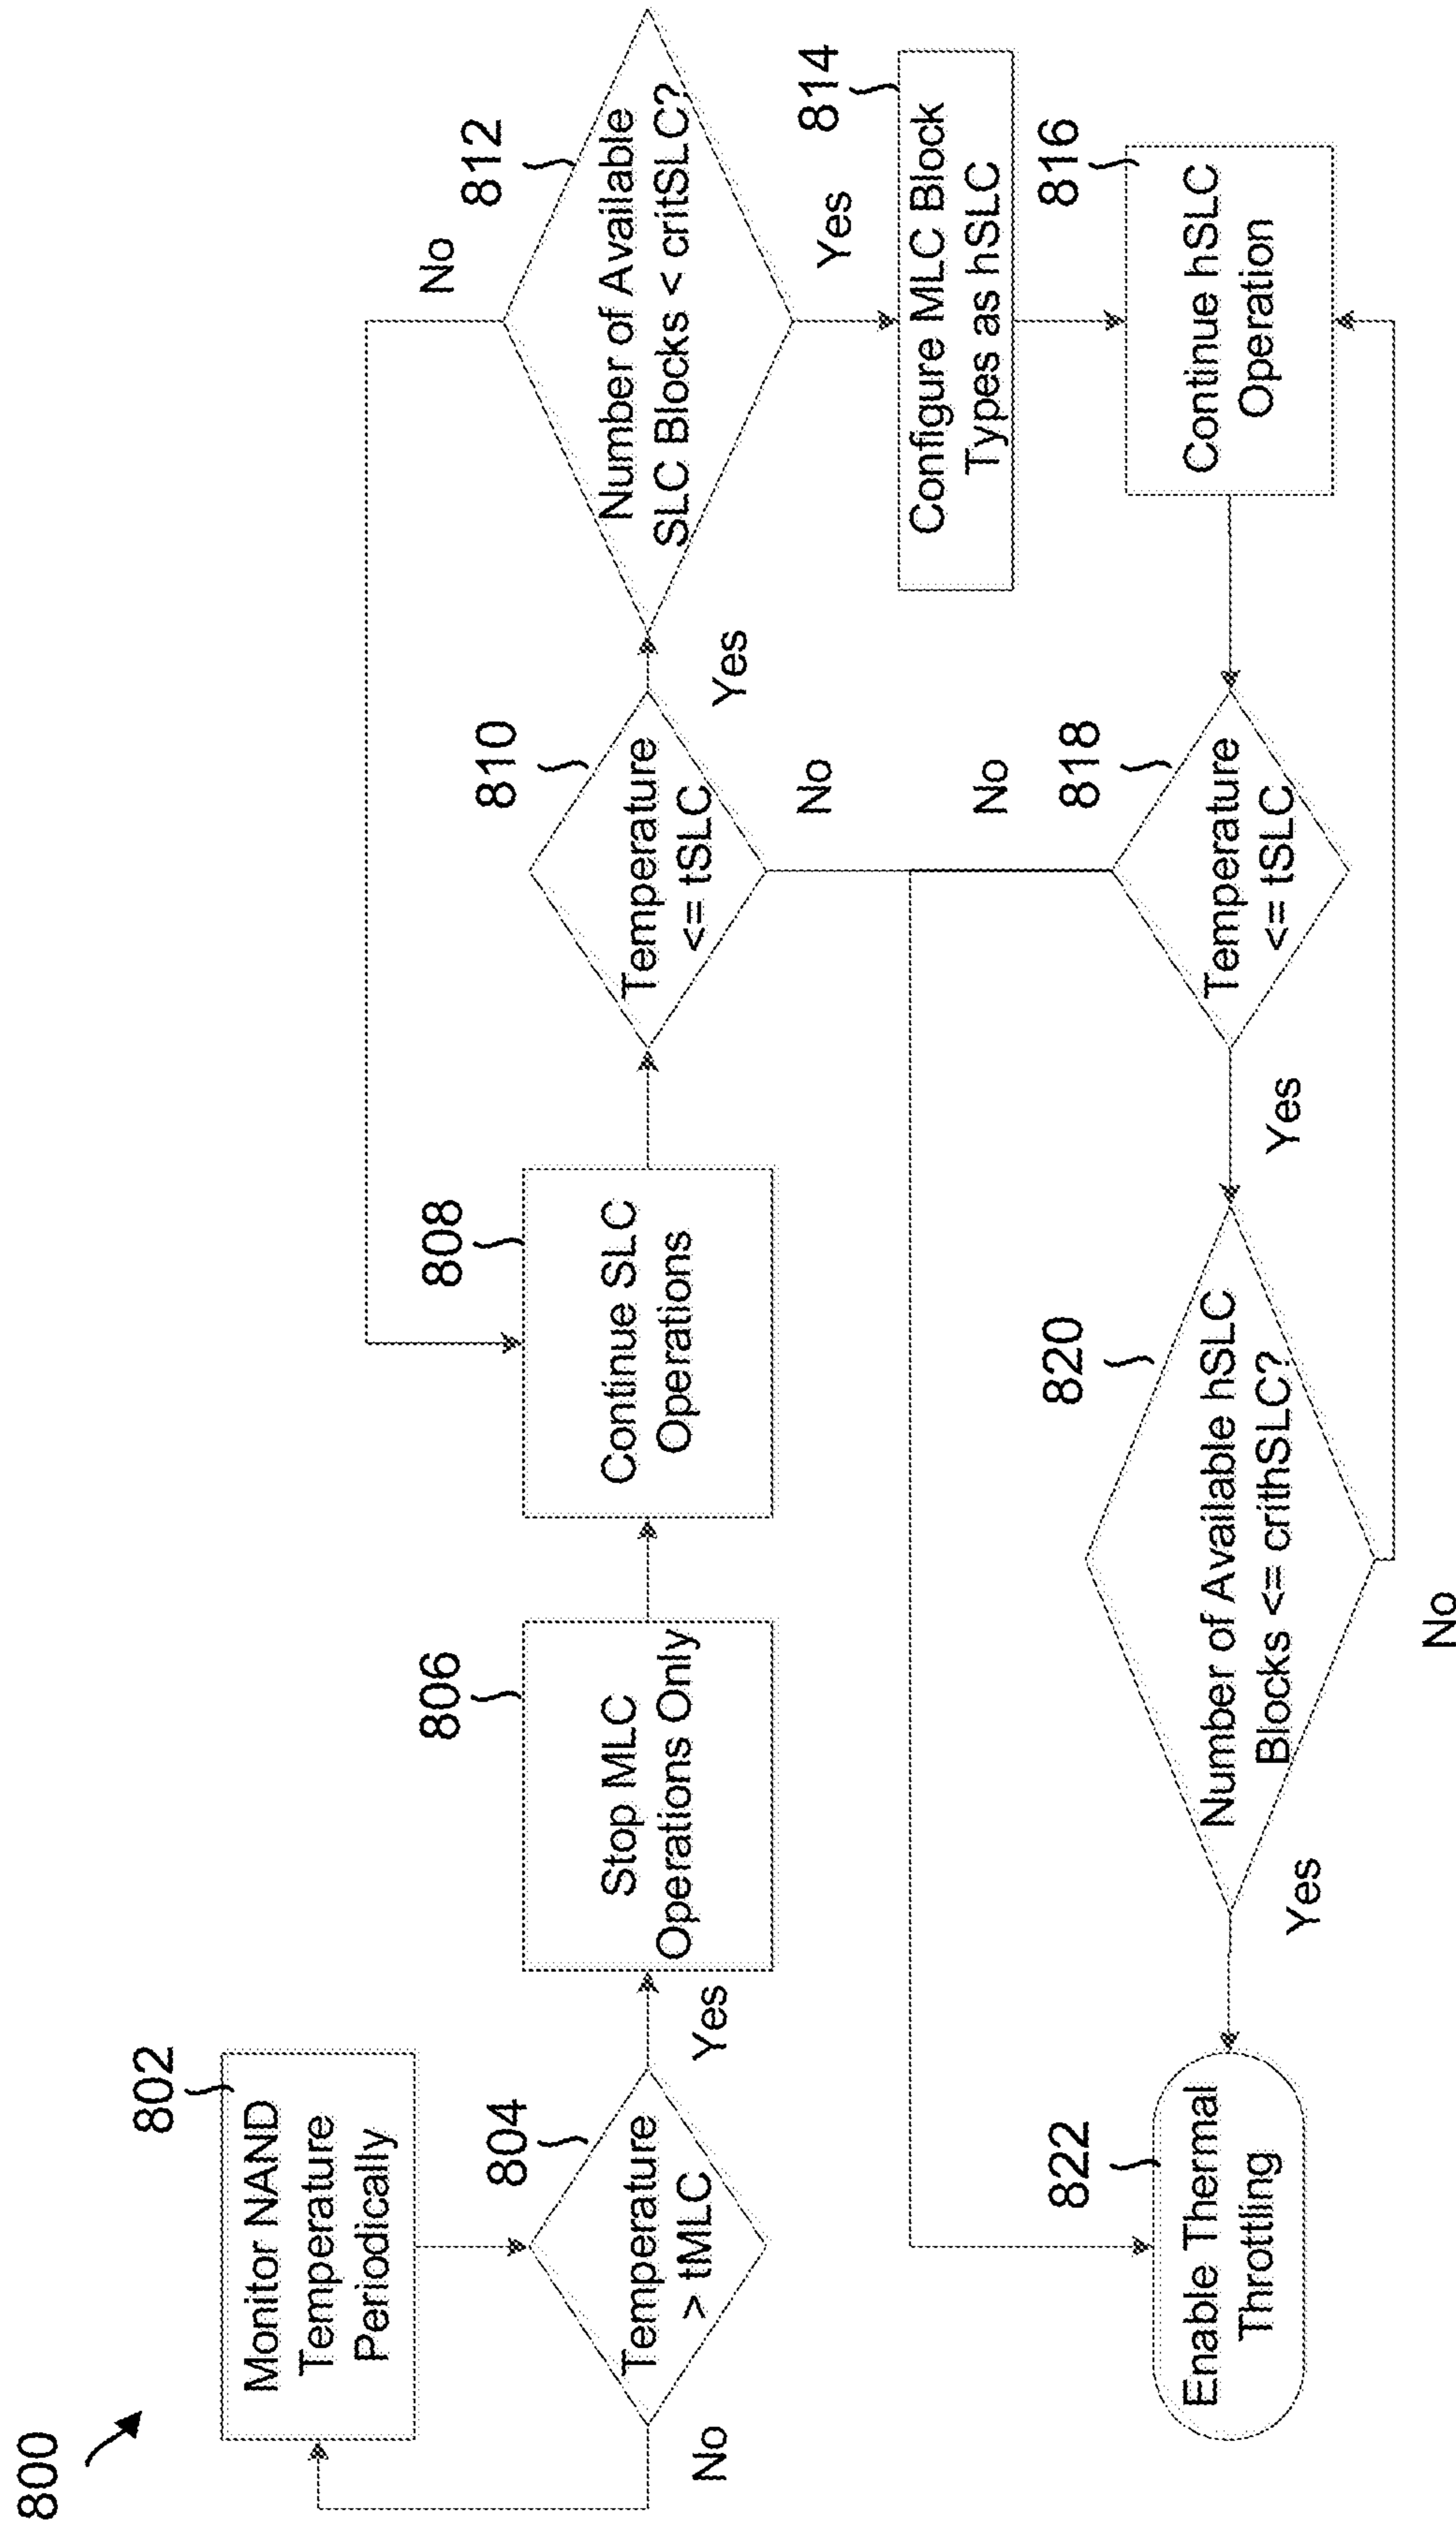 800
802
Monitor NAND
Temperature
Periodically
804
Temperature
> tMLC
No
Yes
806
Stop MLC
Operations Only
808
Continue SLC
Operations
810
Temperature
<= tSLC
Yes
No
812
Number of Available
SLC Blocks < critSLC?
No
Yes
814
Configure MLC Block
Types as hSLC
816
Continue hSLC
Operation
818
Temperature
<= tSLC
No
Yes
820
Number of Available hSLC
Blocks <= crithSLC?
No
Yes
822
Enable Thermal
Throttling